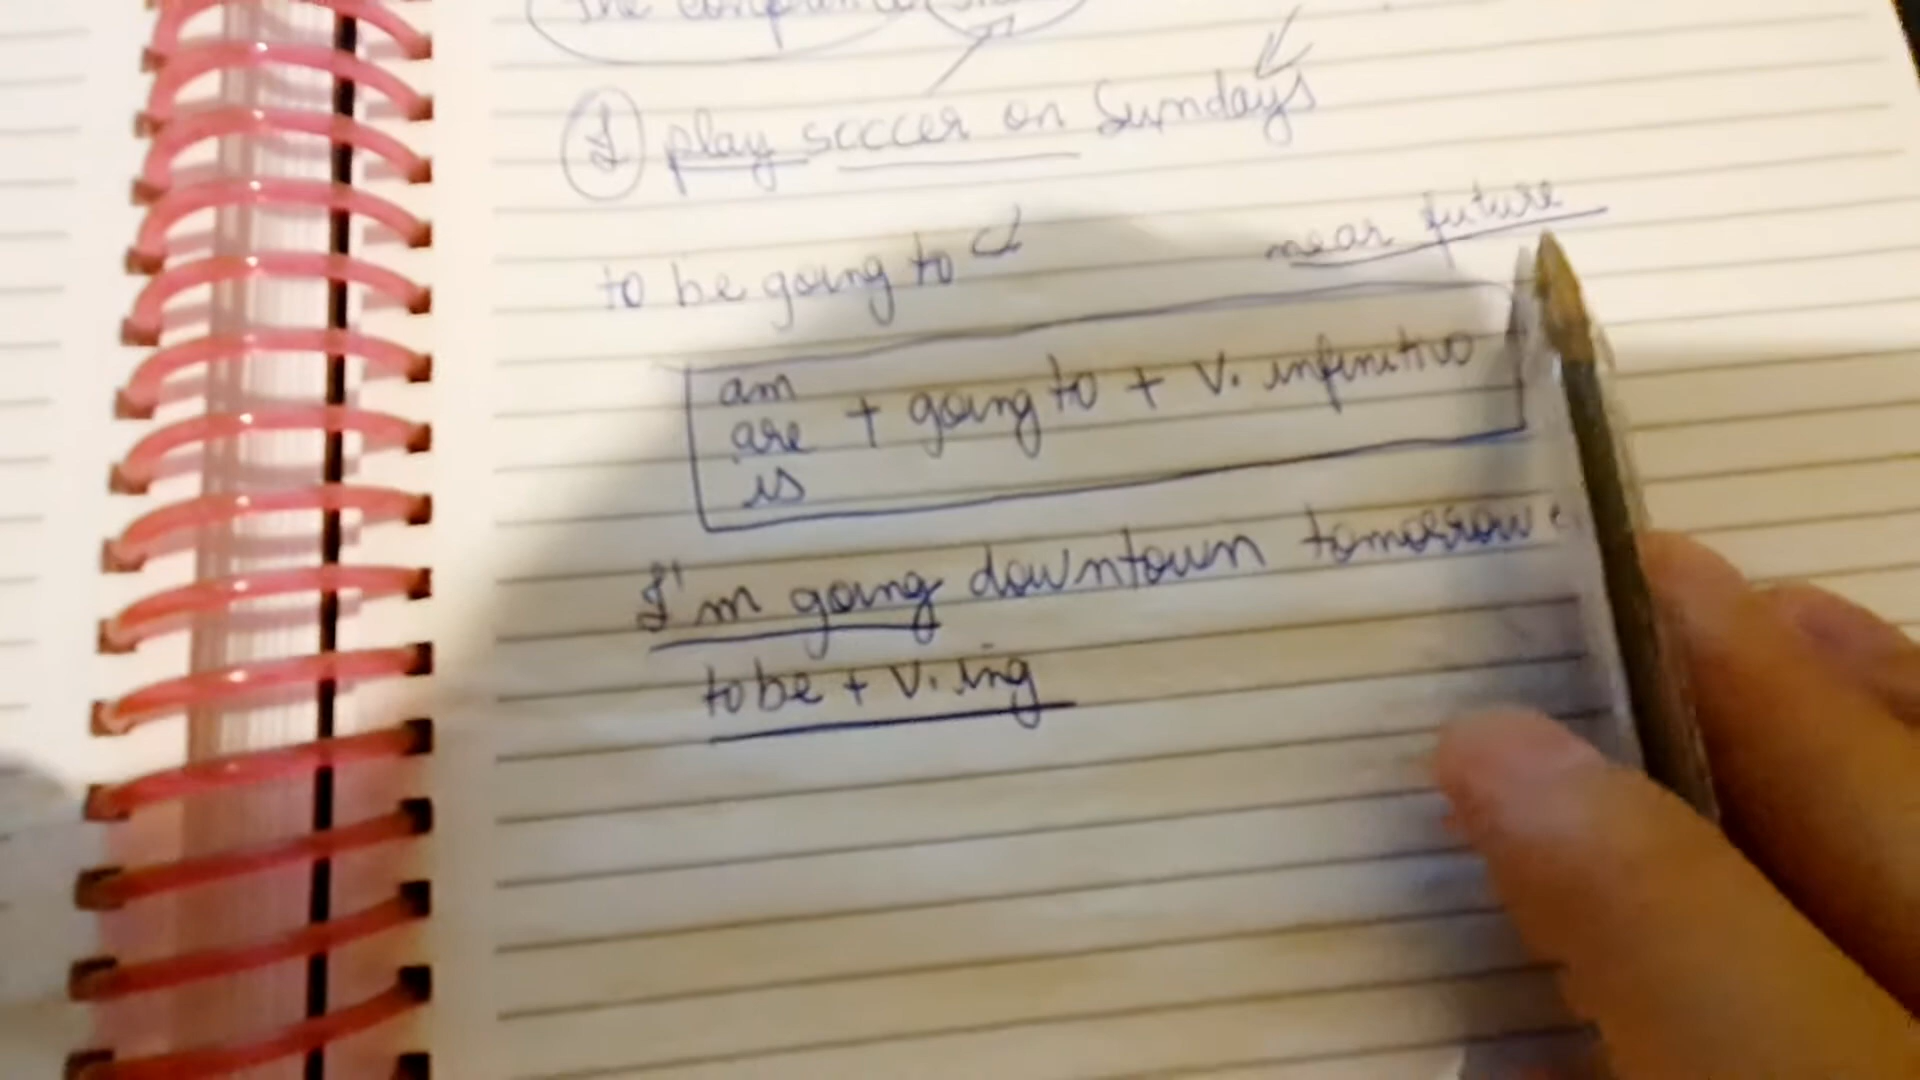 The
I play soccer on Sundays
to be going to
near future
am
are + going to + v. infinitivo
is
I'm going downtown tomorrow
to be + v. ing